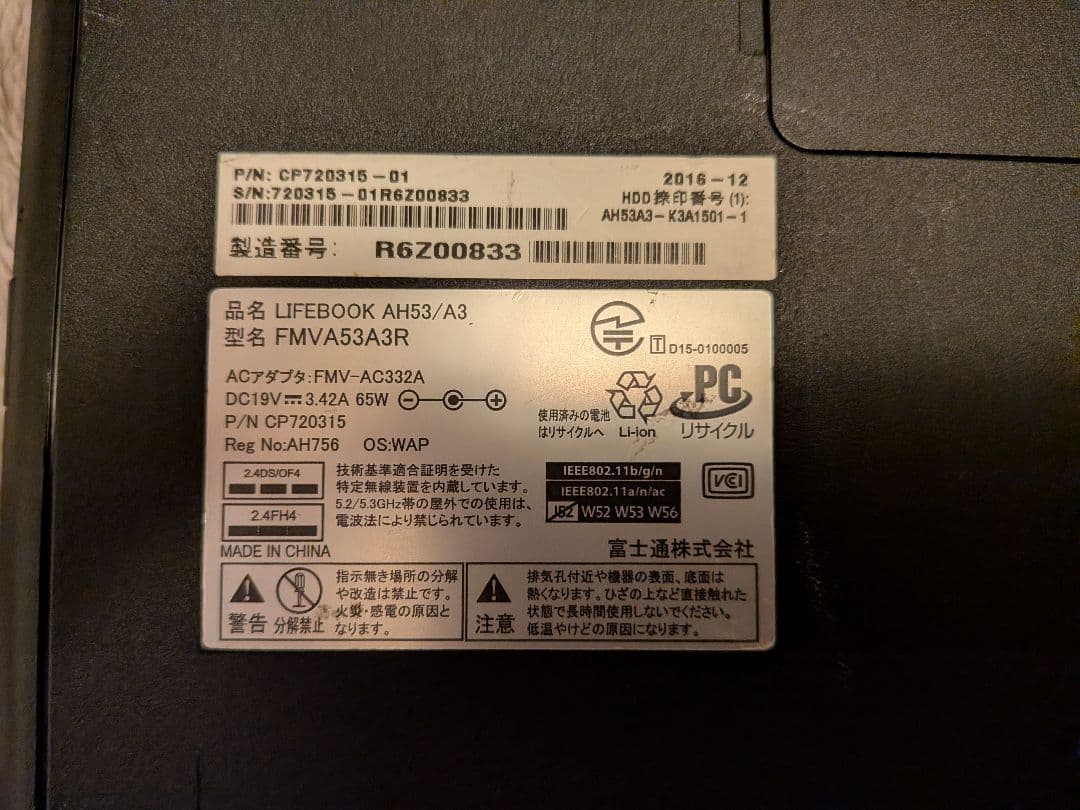 P/N: CP720315-01
S/N:720315-01R6Z00833
2016-12
HDD捺印番号(1):
AH53A3-K3A1501-1
製造番号: R6Z00833
品名 LIFEBOOK AH53/A3
型名 FMVA53A3R
T D15-0100005
ACアダプタ:FMV-AC332A
DC19V 3.42A 65W
P/N CP720315
Reg No:AH756 OS:WAP
使用済みの電池
はリサイクルへ
Li-ion
PC
リサイクル
2.4DS/OF4
2.4FH4
技術基準適合証明を受けた
特定無線装置を内蔵しています。
5.2/5.3GHz帯の屋外での使用は、
電波法により禁じられています。
IEEE802.11b/g/n
IEEE802.11a/n/ac
J52 W52 W53 W56
VCI
MADE IN CHINA
富士通株式会社
警告
分解禁止
指示無き場所の分解
や改造は禁止です。
火災・感電の原因と
なります。
注意
排気孔付近や機器の表面、底面は
熱くなります。ひざの上など直接触れた
状態で長時間使用しないでください。
低温やけどの原因になります。